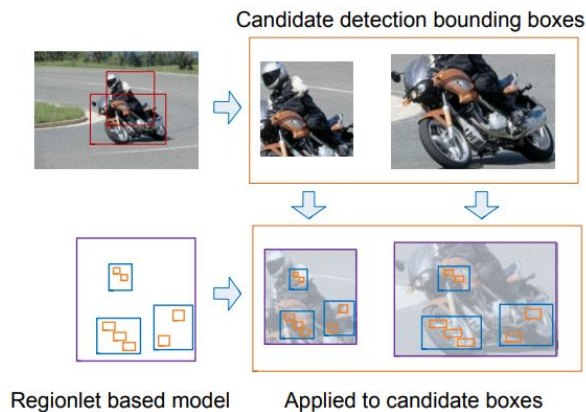 Candidate detection bounding boxes
Regionlet based model
Applied to candidate boxes